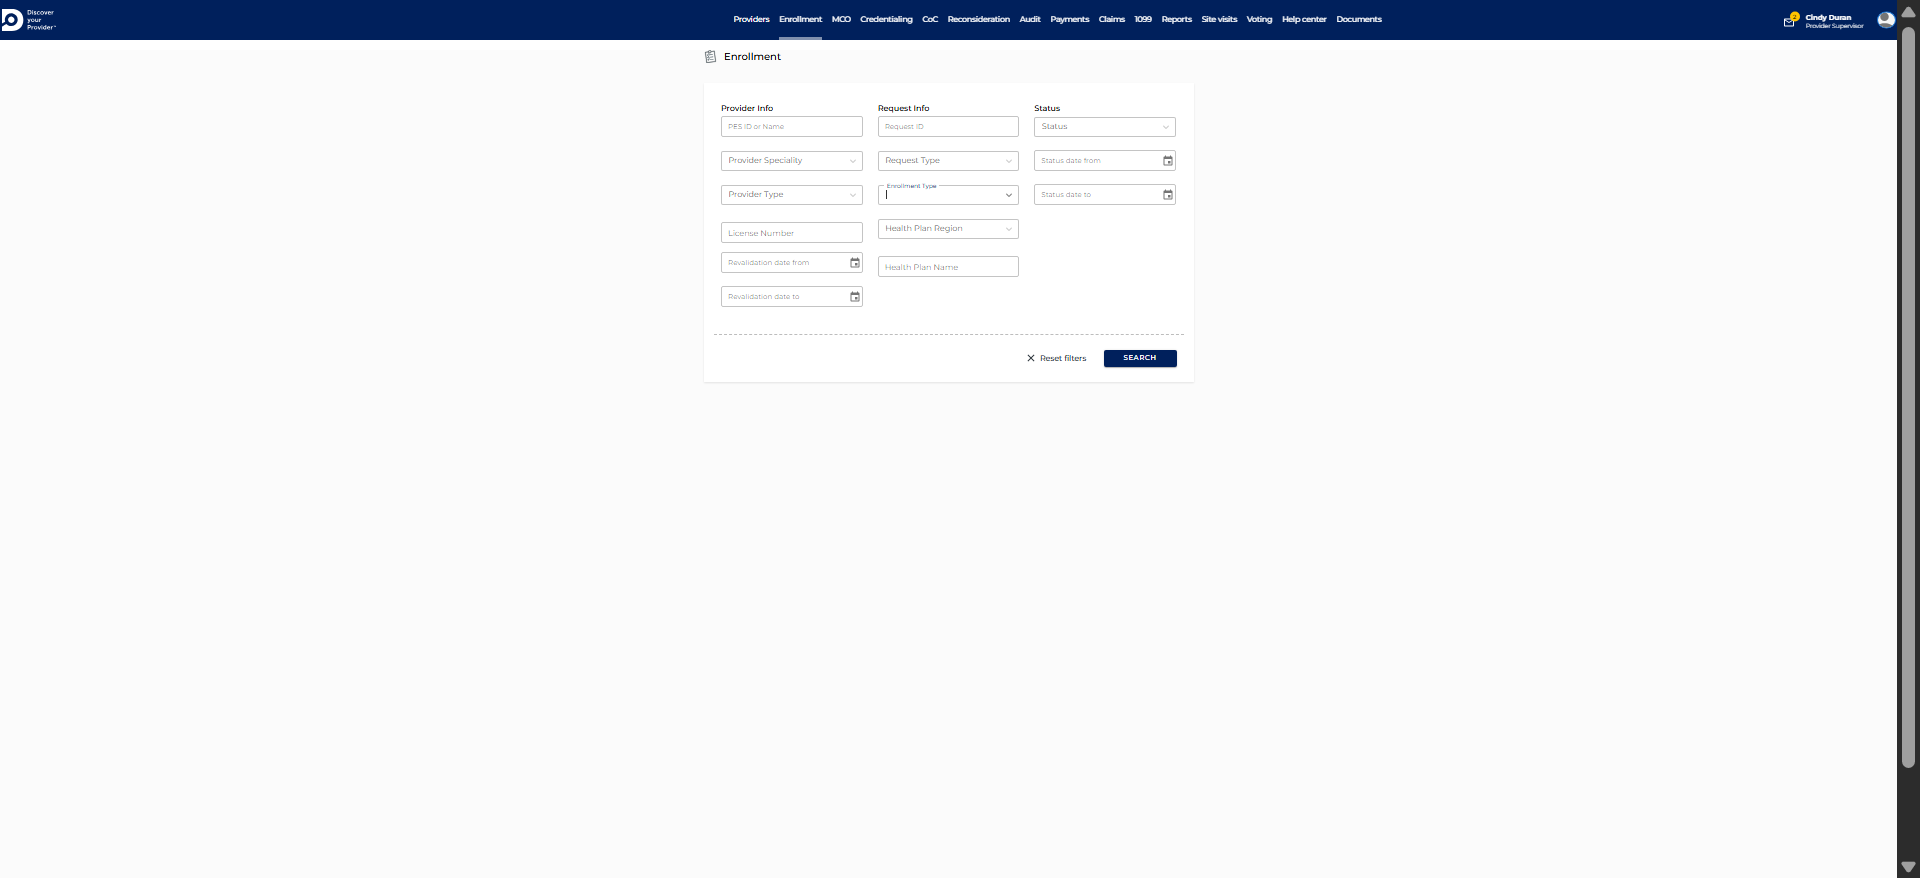 Discover
your
Provider
Providers Enrollment MCO Credentialing CoC Reconsideration Audit Payments Claims 1099 Reports Site visits Voting Help center Documents
Cindy Duran
Provider Supervisor
Enrollment
Provider Info Request Info Status
PES ID or Name Request ID Status
Provider Speciality Request Type Status date from
Enrollment Type
Provider Type Status date to
License Number Health Plan Region
Revalidation date from Health Plan Name
Revalidation date to
Reset filters SEARCH